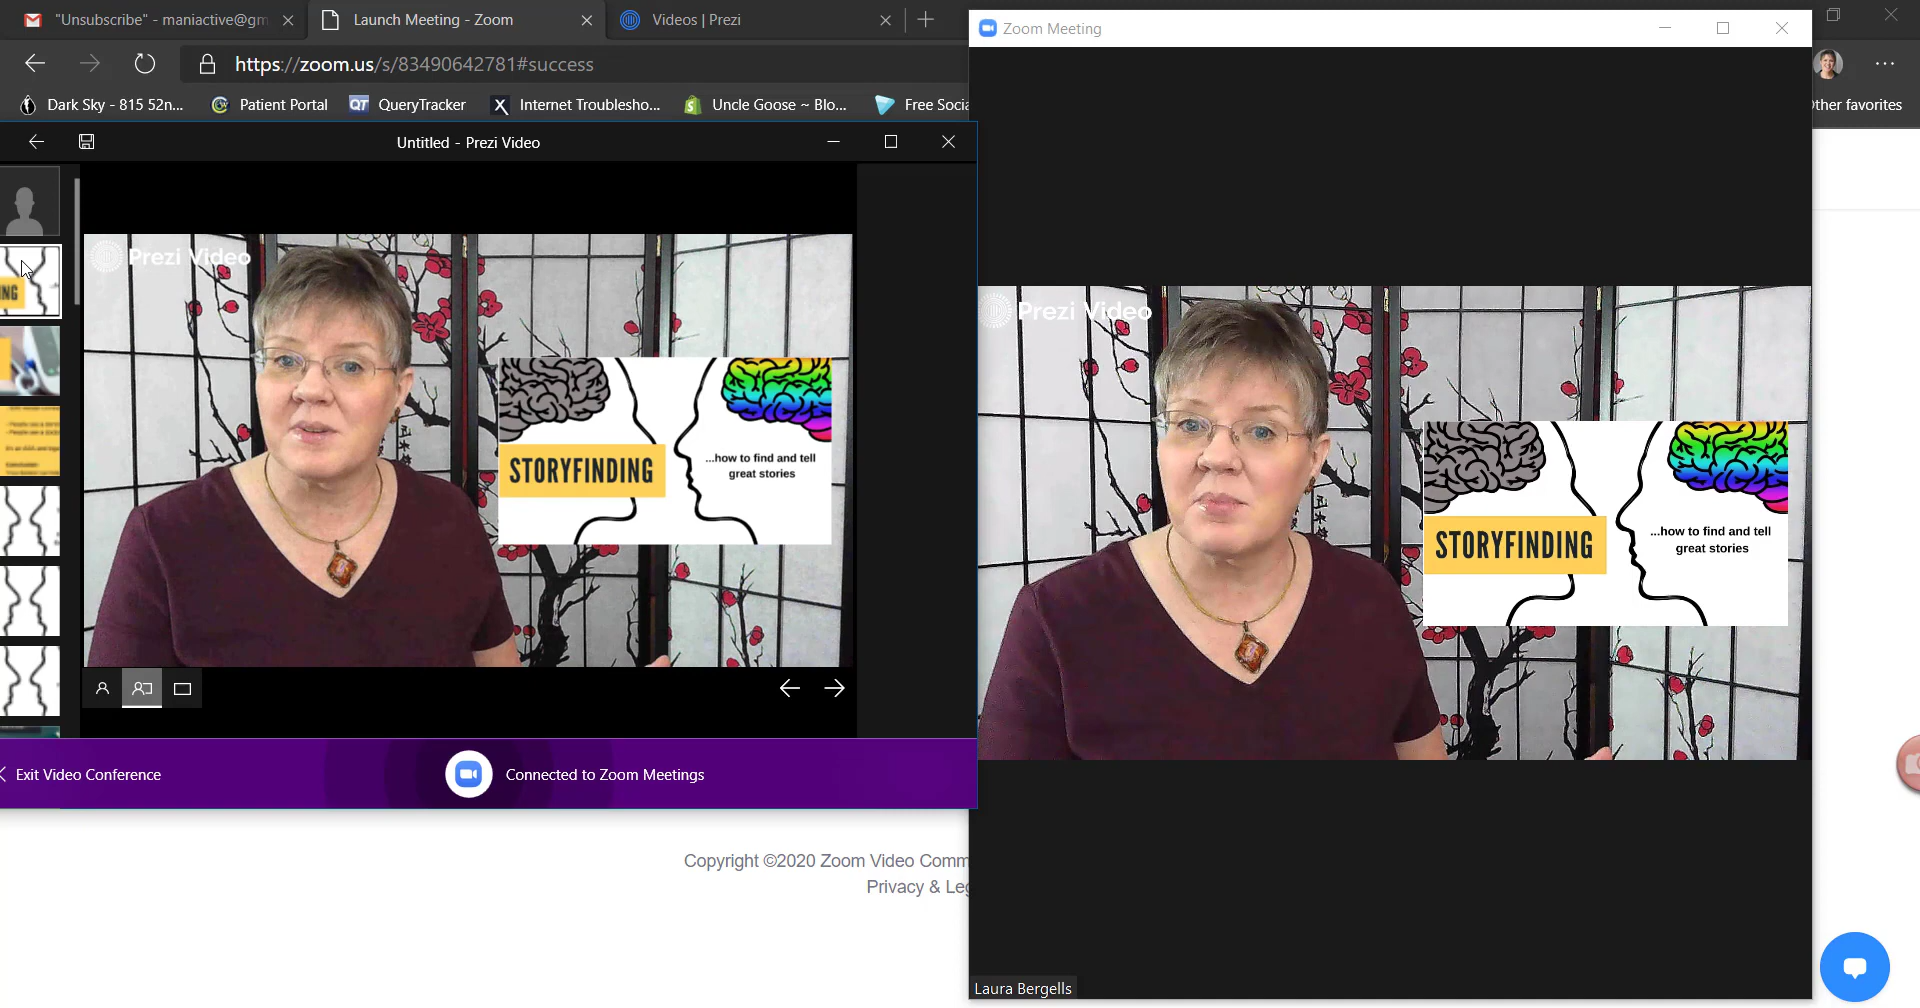 "Unsubscribe" - maniactive@gm
Launch Meeting - Zoom
Videos | Prezi
https://zoom.us/s/83490642781#success
Dark Sky - 815 52n...
Patient Portal
QT
QueryTracker
X
Internet Troublesho...
Uncle Goose ~ Blo...
Free Socia
ther favorites
Untitled - Prezi Video
NG
Prezi Video
STORYFINDING
...how to find and tell
great stories
Exit Video Conference
Connected to Zoom Meetings
Copyright ©2020 Zoom Video Comm
Privacy & Leg
Zoom Meeting
Prezi Video
STORYFINDING
...how to find and tell
great stories
Laura Bergells